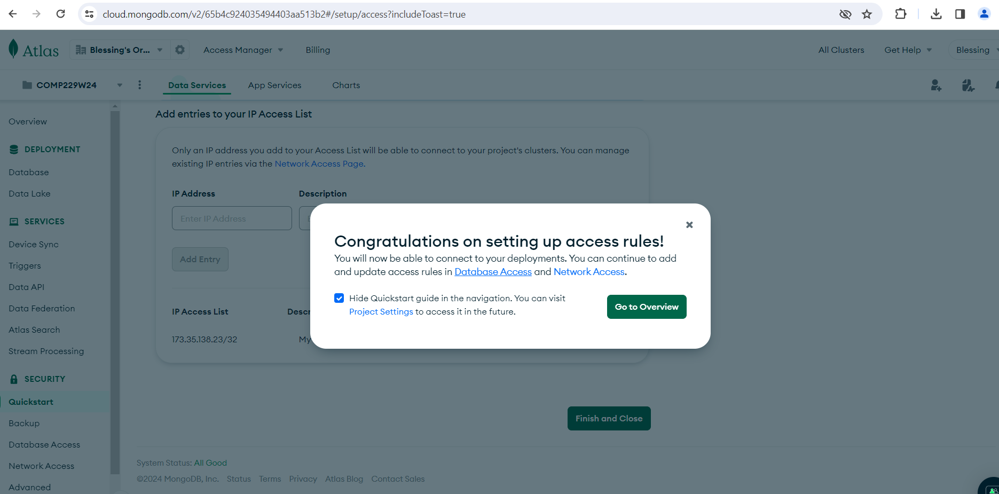 cloud.mongodb.com/v2/65b4c924035494403aa513b2#/setup/access?includeToast=true
Atlas
Blessing's Or...
Access Manager
Billing
All Clusters
Get Help
Blessing
COMP229W24
Data Services
App Services
Charts
Overview
DEPLOYMENT
Database
Data Lake
SERVICES
Device Sync
Triggers
Data API
Data Federation
Atlas Search
Stream Processing
SECURITY
Quickstart
Backup
Database Access
Network Access
Advanced
Add entries to your IP Access List
Only an IP address you add to your Access List will be able to connect to your project's clusters. You can manage
existing IP entries via the Network Access Page.
IP Address
Description
Enter IP Address
Add Entry
IP Access List
Descr
173.35.138.23/32
My
Congratulations on setting up access rules!
You will now be able to connect to your deployments. You can continue to add
and update access rules in Database Access and Network Access.
Hide Quickstart guide in the navigation. You can visit
Project Settings to access it in the future.
Go to Overview
Finish and Close
System Status: All Good
©2024 MongoDB, Inc.
Status
Terms
Privacy
Atlas Blog
Contact Sales